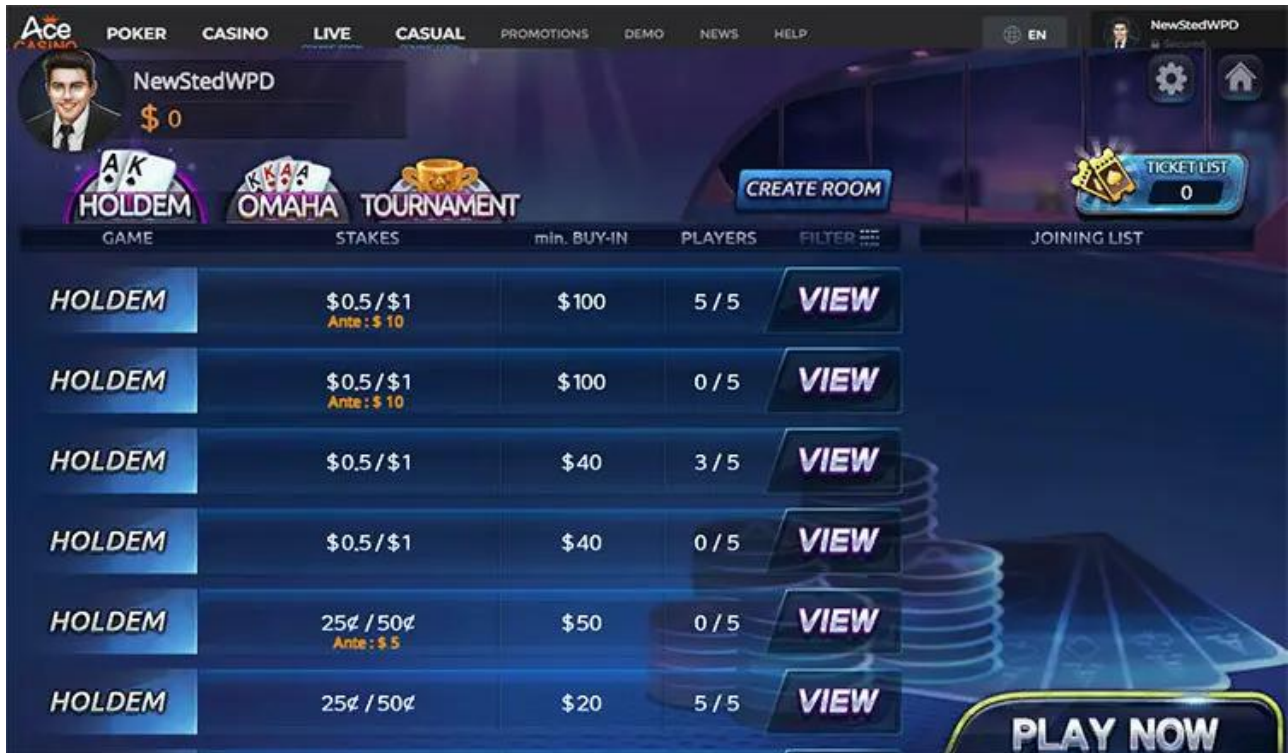 Ace
CASINO
POKER CASINO LIVE CASUAL PROMOTIONS DEMO NEWS HELP EN NewStedWPD
Secured
NewStedWPD
$ 0
A K
HOLDEM
K K A A
OMAHA
TOURNAMENT
CREATE ROOM
TICKET LIST
0
GAME STAKES min. BUY-IN PLAYERS FILTER JOINING LIST
HOLDEM $0.5/$1 $100 5/5 VIEW
Ante : $ 10
HOLDEM $0.5/$1 $100 0/5 VIEW
Ante : $ 10
HOLDEM $0.5/$1 $40 3/5 VIEW
HOLDEM $0.5/$1 $40 0/5 VIEW
HOLDEM 25¢/50¢ $50 0/5 VIEW
Ante : $ 5
HOLDEM 25¢/50¢ $20 5/5 VIEW
PLAY NOW